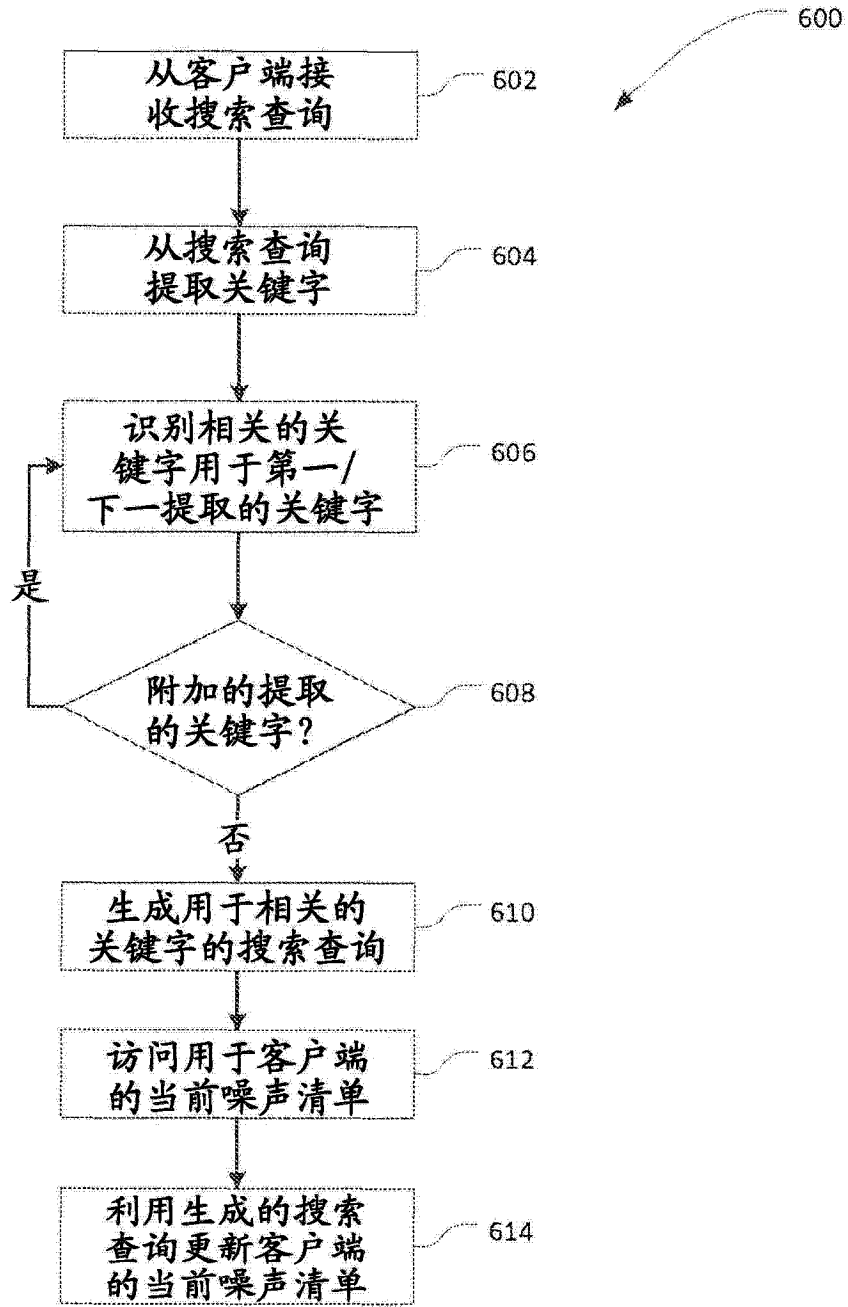 600
从客户端接
收搜索查询
602
从搜索查询
提取关键字
604
识别相关的关
键字用于第一/
下一提取的关键字
606
是
附加的提取
的关键字?
608
否
生成用于相关的
关键字的搜索查询
610
访问用于客户端
的当前噪声清单
612
利用生成的搜索
查询更新客户端
的当前噪声清单
614